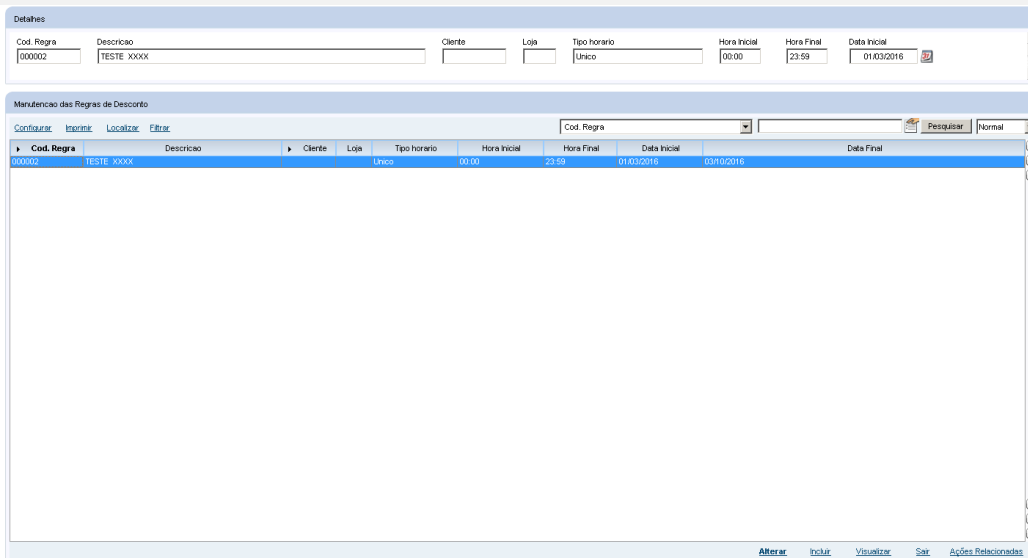 Detalhes
Cod. Regra Descricao Cliente Loja Tipo horario Hora Inicial Hora Final Data Inicial
000002 TESTE XXXX Unico 00:00 23:59 01/03/2016
Manutencao das Regras de Desconto
Configurar Imprimir Localizar Filtrar Cod. Regra Pesquisar Normal
Cod. Regra Descricao Cliente Loja Tipo horario Hora Inicial Hora Final Data Inicial Data Final
000002 TESTE XXXX Unico 00:00 23:59 01/03/2016 03/10/2016
Alterar Incluir Visualizar Sair Ações Relacionadas